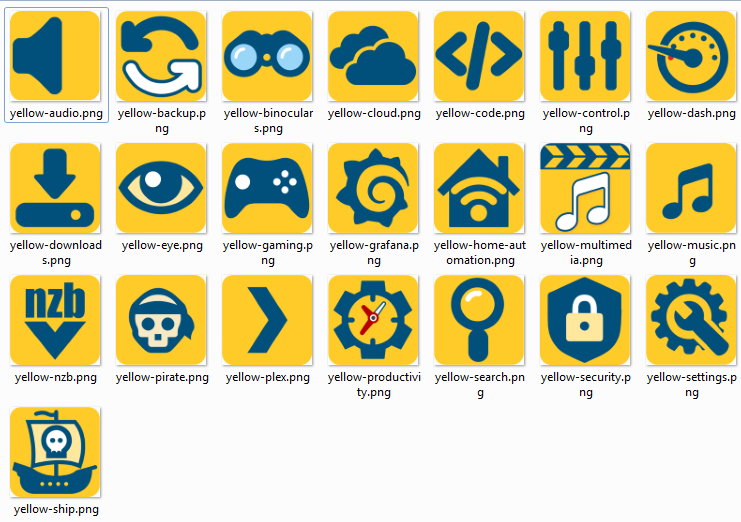 yellow-audio.png
yellow-backup.p
ng
yellow-binocular
s.png
yellow-cloud.png
yellow-code.png
yellow-control.p
ng
yellow-dash.png
yellow-download
s.png
yellow-eye.png
yellow-gaming.p
ng
yellow-grafana.p
ng
yellow-home-aut
omation.png
yellow-multimed
ia.png
yellow-music.pn
g
nzb
yellow-nzb.png
yellow-pirate.png
yellow-plex.png
yellow-productivi
ty.png
yellow-search.pn
g
yellow-security.p
ng
yellow-settings.p
ng
yellow-ship.png